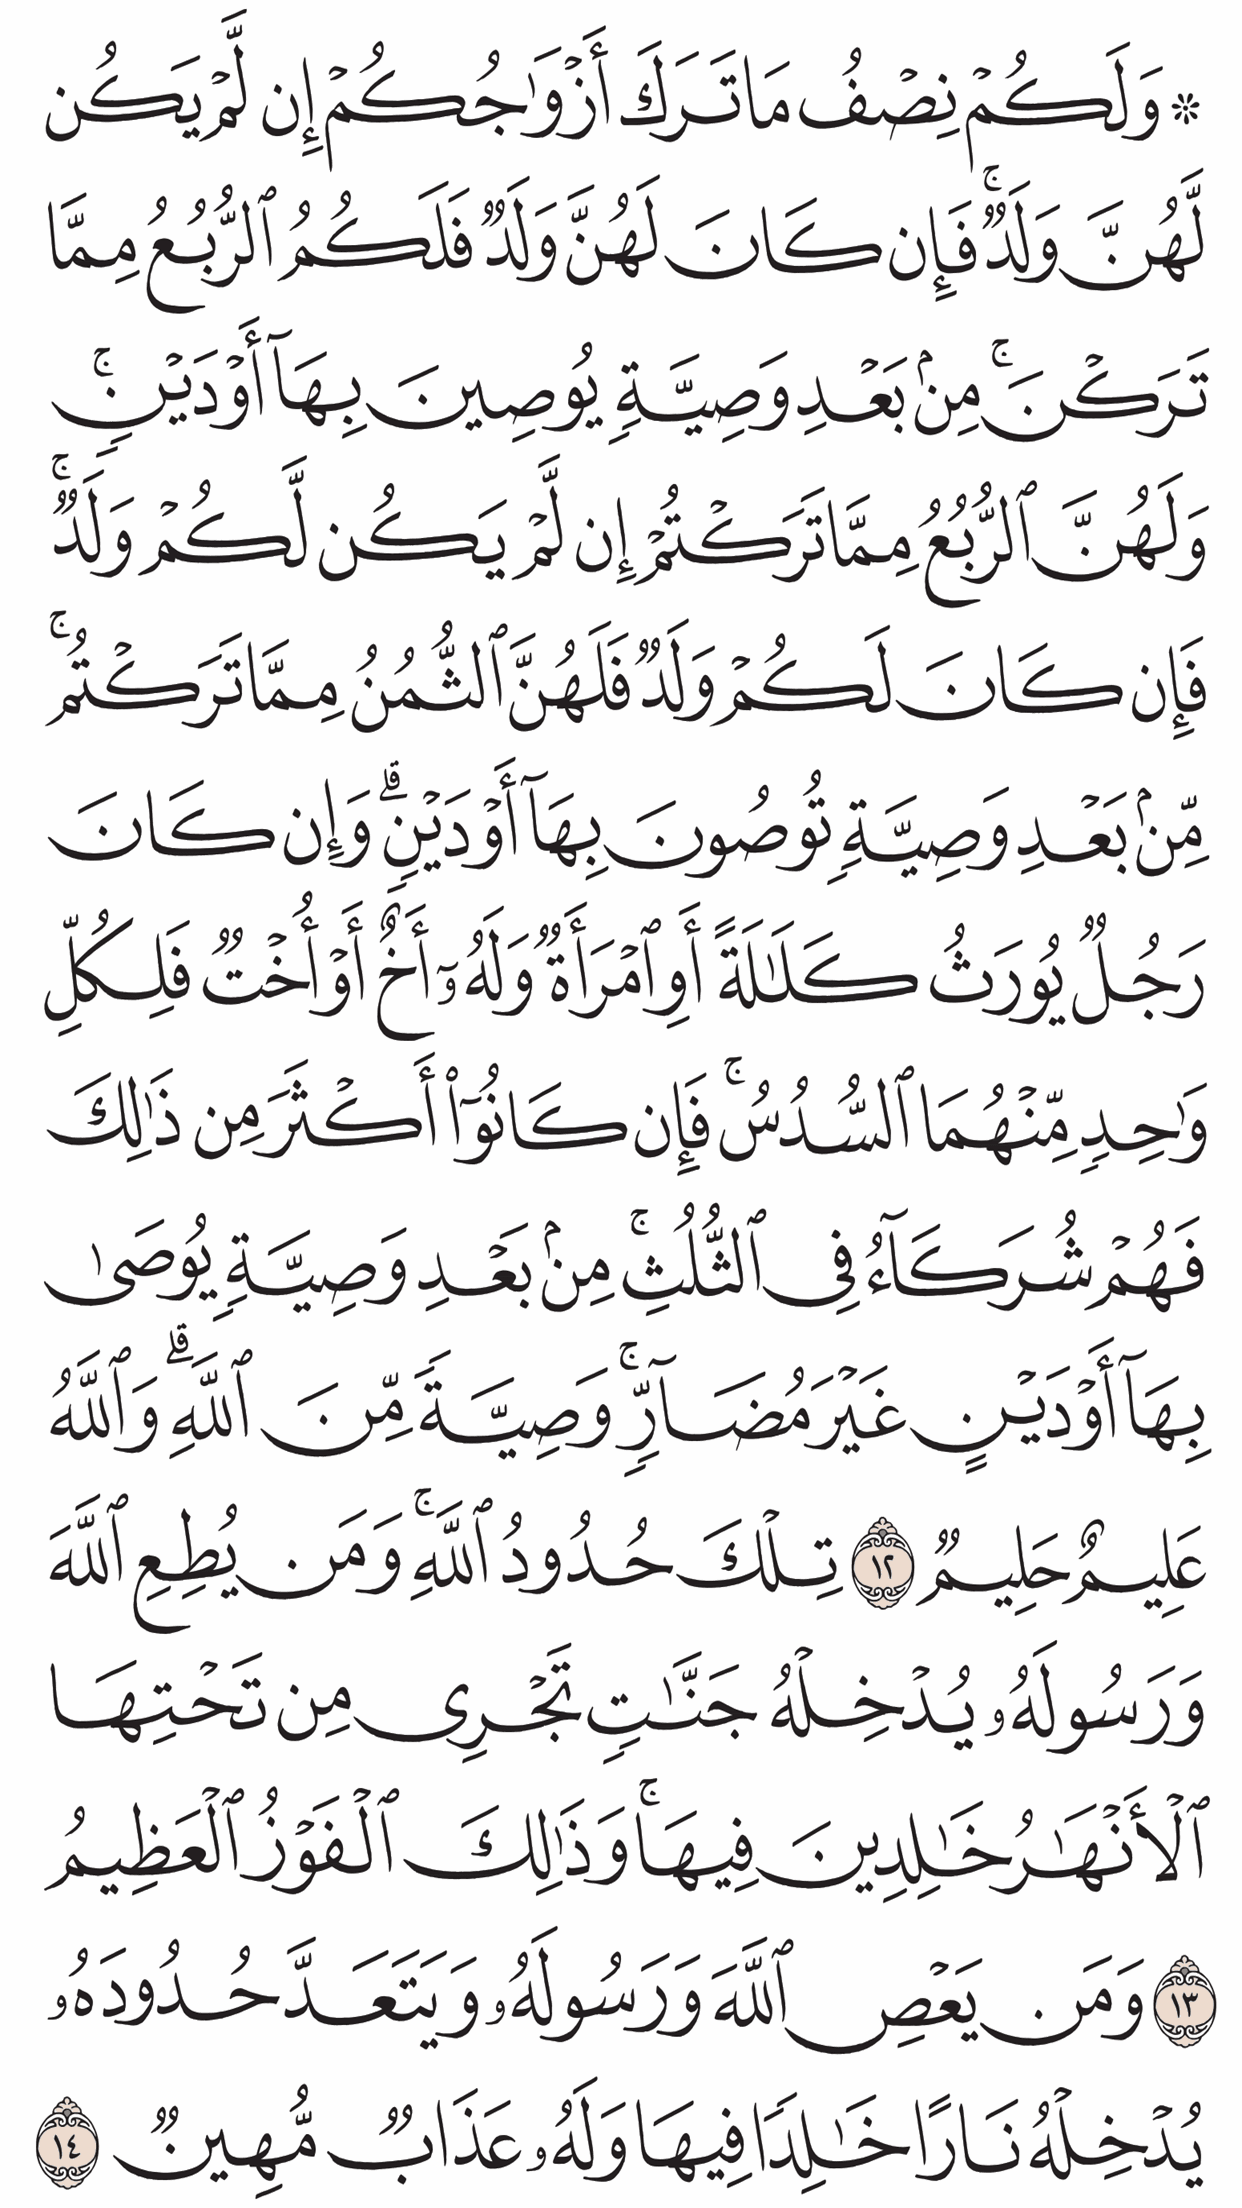 ۞ وَلَكُمۡ نِصۡفُ مَا تَرَكَ أَزۡوَٰجُكُمۡ إِن لَّمۡ يَكُن
لَّهُنَّ وَلَدٞۚ فَإِن كَانَ لَهُنَّ وَلَدٞ فَلَكُمُ ٱلرُّبُعُ مِمَّا
تَرَكۡنَۚ مِنۢ بَعۡدِ وَصِيَّةٖ يُوصِينَ بِهَآ أَوۡ دَيۡنٖۚ
وَلَهُنَّ ٱلرُّبُعُ مِمَّا تَرَكۡتُمۡ إِن لَّمۡ يَكُن لَّكُمۡ وَلَدٞۚ
فَإِن كَانَ لَكُمۡ وَلَدٞ فَلَهُنَّ ٱلثُّمُنُ مِمَّا تَرَكۡتُمۚ
مِّنۢ بَعۡدِ وَصِيَّةٖ تُوصُونَ بِهَآ أَوۡ دَيۡنٖۗ وَإِن كَانَ
رَجُلٞ يُورَثُ كَلَٰلَةً أَوِ ٱمۡرَأَةٞ وَلَهُۥٓ أَخٌ أَوۡ أُخۡتٞ فَلِكُلِّ
وَٰحِدٖ مِّنۡهُمَا ٱلسُّدُسُۚ فَإِن كَانُوٓاْ أَكۡثَرَ مِن ذَٰلِكَ
فَهُمۡ شُرَكَآءُ فِي ٱلثُّلُثِۚ مِنۢ بَعۡدِ وَصِيَّةٖ يُوصَىٰ
بِهَآ أَوۡ دَيۡنٍ غَيۡرَ مُضَآرّٖۚ وَصِيَّةٗ مِّنَ ٱللَّهِۗ وَٱللَّهُ
عَلِيمٌ حَلِيمٞ ١٢ تِلۡكَ حُدُودُ ٱللَّهِۚ وَمَن يُطِعِ ٱللَّهَ
وَرَسُولَهُۥ يُدۡخِلۡهُ جَنَّٰتٖ تَجۡرِي مِن تَحۡتِهَا
ٱلۡأَنۡهَٰرُ خَٰلِدِينَ فِيهَاۚ وَذَٰلِكَ ٱلۡفَوۡزُ ٱلۡعَظِيمُ
١٣ وَمَن يَعۡصِ ٱللَّهَ وَرَسُولَهُۥ وَيَتَعَدَّ حُدُودَهُۥ
يُدۡخِلۡهُ نَارًا خَٰلِدٗا فِيهَا وَلَهُۥ عَذَابٞ مُّهِينٞ ١٤